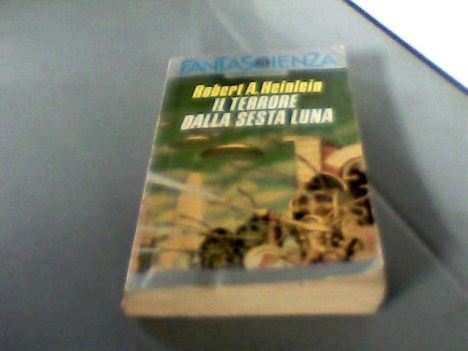 FANTASCIENZA
Robert A. Heinlein
IL TERRORE
DALLA SESTA LUNA